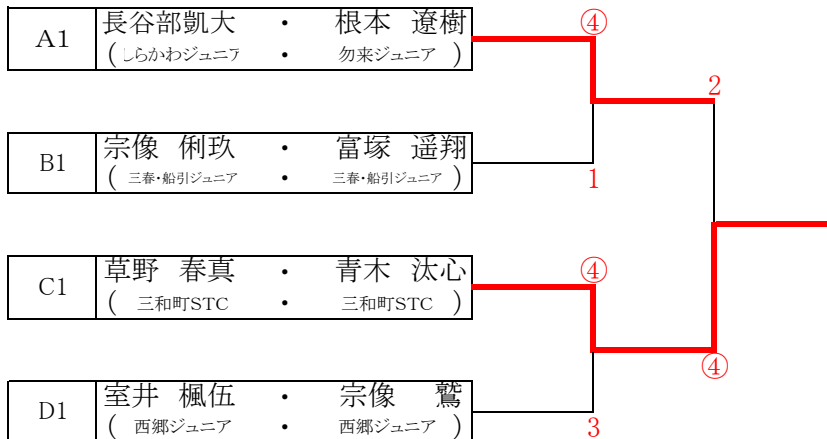 A1 長谷部凱大 ・ 根本 遼樹
( しらかわジュニア ・ 勿来ジュニア )
④
2
B1 宗像 俐玖 ・ 富塚 遥翔
( 三春・船引ジュニア ・ 三春・船引ジュニア )
1
C1 草野 春真 ・ 青木 汰心
( 三和町STC ・ 三和町STC )
④
④
D1 室井 楓伍 ・ 宗像 鷲
( 西郷ジュニア ・ 西郷ジュニア )
3